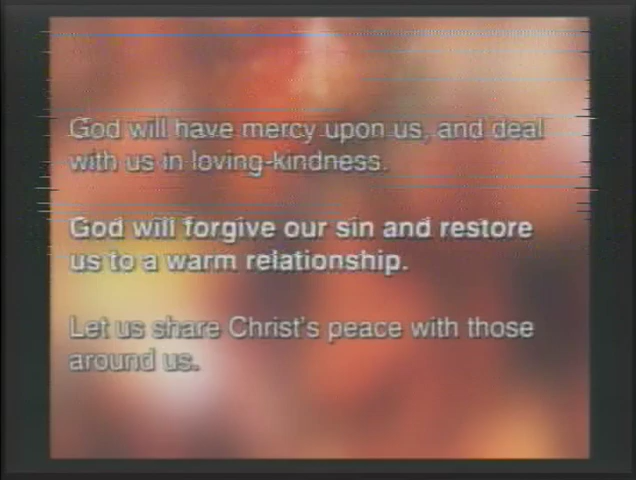 God will have mercy upon us, and deal
with us in loving-kindness.
God will forgive our sin and restore
us to a warm relationship.
Let us share Christ's peace with those
around us.